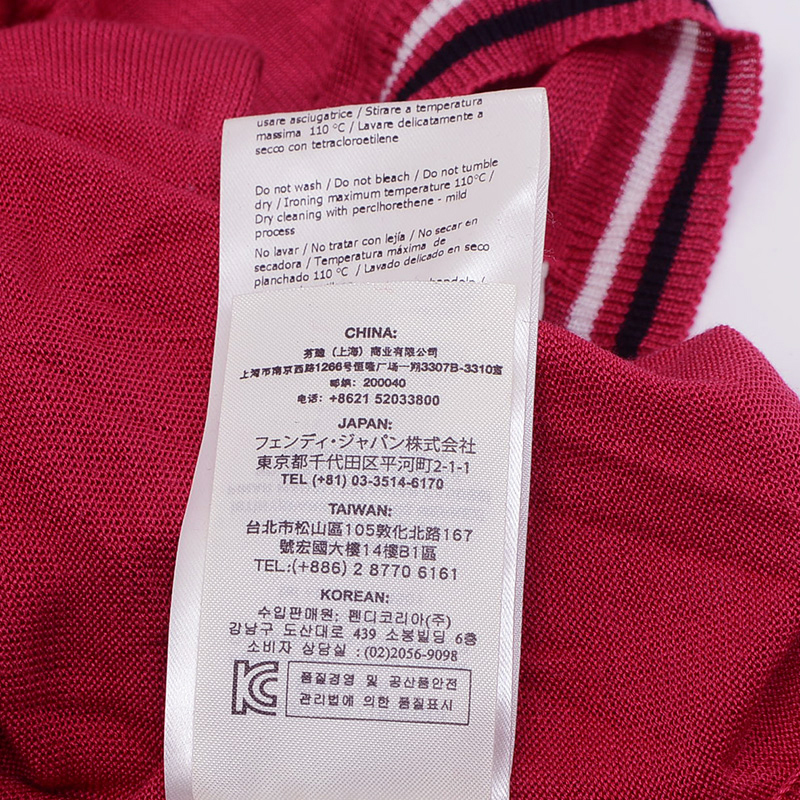 usare asciugatrice / Stirare a temperatura
massima 110 °C / Lavare delicatamente a
secco con tetracloroetilene
Do not wash / Do not bleach / Do not tumble
dry / Ironing maximum temperature 110°C /
Dry cleaning with perclhorethene - mild
process
No lavar / No tratar con lejía / No secar en
secadora / Temperatura máxima de
planchado 110 °C / Lavado delicado en seco
CHINA:
芬迪（上海）商业有限公司
上海市南京西路1266号恒隆广场一兴3307B-3310室
邮编：200040
电话：+8621 52033800
JAPAN:
フェンディ・ジャパン株式会社
東京都千代田区平河町2-1-1
TEL (+81) 03-3514-6170
TAIWAN:
台北市松山區105敦化北路167
號宏國大樓14樓B1區
TEL:(+886) 2 8770 6161
KOREAN:
수입판매원; 펜디코리아(주)
강남구 도산대로 439 소봉빌딩 6층
소비자 상담실 : (02)2056-9098
품질경영 및 공산품안전
관리법에 의한 품질표시